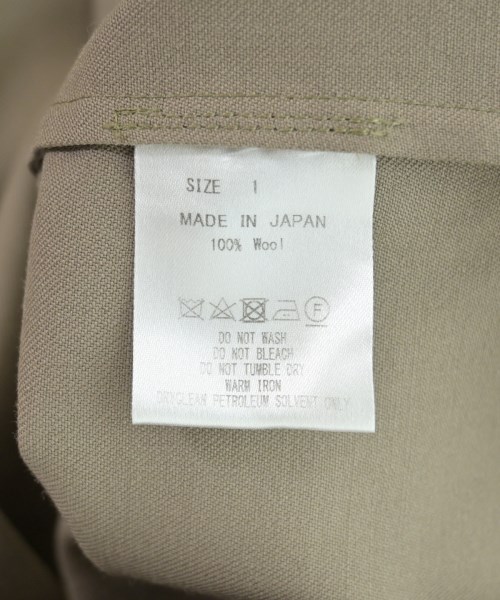 SIZE 1
MADE IN JAPAN
100% Wool
F
DO NOT WASH
DO NOT BLEACH
DO NOT TUMBLE DRY
WARM IRON
PETROLEUM SOLVENT ONLY